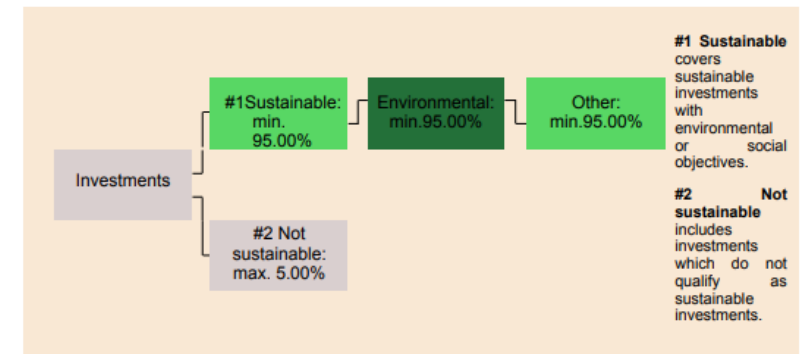 Investments
#1Sustainable:
min.
95.00%
Environmental:
min.95.00%
Other:
min.95.00%
#2 Not
sustainable:
max. 5.00%
#1 Sustainable
covers
sustainable
investments
with
environmental
or social
objectives.
#2 Not
sustainable
includes
investments
which do not
qualify as
sustainable
investments.